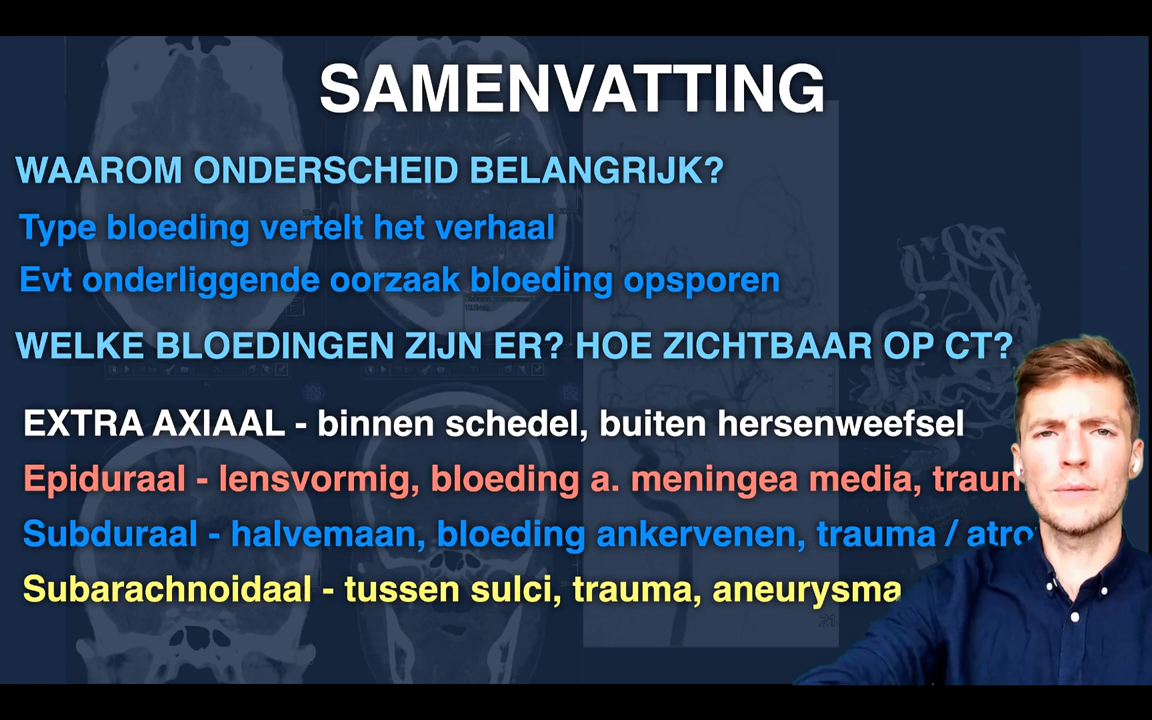 SAMENVATTING
WAAROM ONDERSCHEID BELANGRIJK?
Type bloeding vertelt het verhaal
Evt onderliggende oorzaak bloeding opsporen
WELKE BLOEDINGEN ZIJN ER? HOE ZICHTBAAR OP CT?
EXTRA AXIAAL - binnen schedel, buiten hersenweefsel
Epiduraal - lensvormig, bloeding a. meningea media,
Subduraal - halvemaan, bloeding ankervenen, trauma /
Subarachnoidaal - tussen sulci, trauma, aneurysma